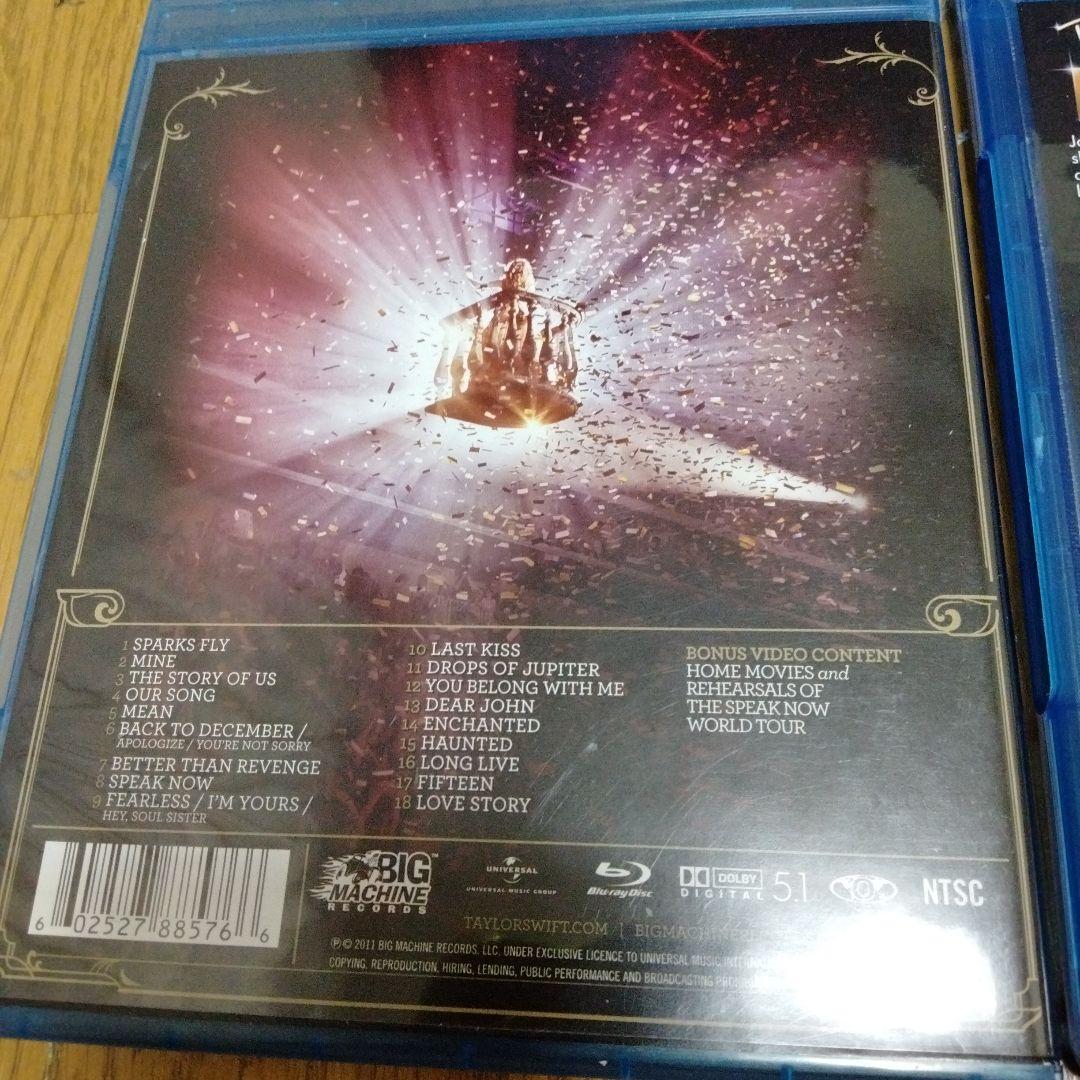 1 SPARKS FLY
2 MINE
3 THE STORY OF US
4 OUR SONG
5 MEAN
6 BACK TO DECEMBER /
APOLOGIZE / YOU'RE NOT SORRY
7 BETTER THAN REVENGE
8 SPEAK NOW
9 FEARLESS / I'M YOURS /
HEY, SOUL SISTER
10 LAST KISS
11 DROPS OF JUPITER
12 YOU BELONG WITH ME
13 DEAR JOHN
14 ENCHANTED
15 HAUNTED
16 LONG LIVE
17 FIFTEEN
18 LOVE STORY
BONUS VIDEO CONTENT
HOME MOVIES and
REHEARSALS OF
THE SPEAK NOW
WORLD TOUR
6 02527 88576 6
BIG
MACHINE
RECORDS
UNIVERSAL
UNIVERSAL MUSIC GROUP
Blu-ray Disc
DOLBY
DIGITAL 5.1
0
NTSC
TAYLORSWIFT.COM |
℗ © 2011 BIG MACHINE RECORDS, LLC. UNDER EXCLUSIVE LICENCE TO UNIVERSAL MUSIC
COPYING, REPRODUCTION, HIRING, LENDING, PUBLIC PERFORMANCE AND BROADCASTING